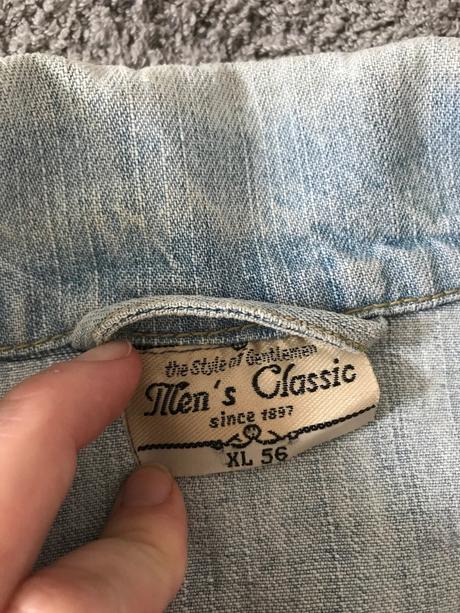 the Style of Gentlemen
Men's Classic
since 1897
XL 56